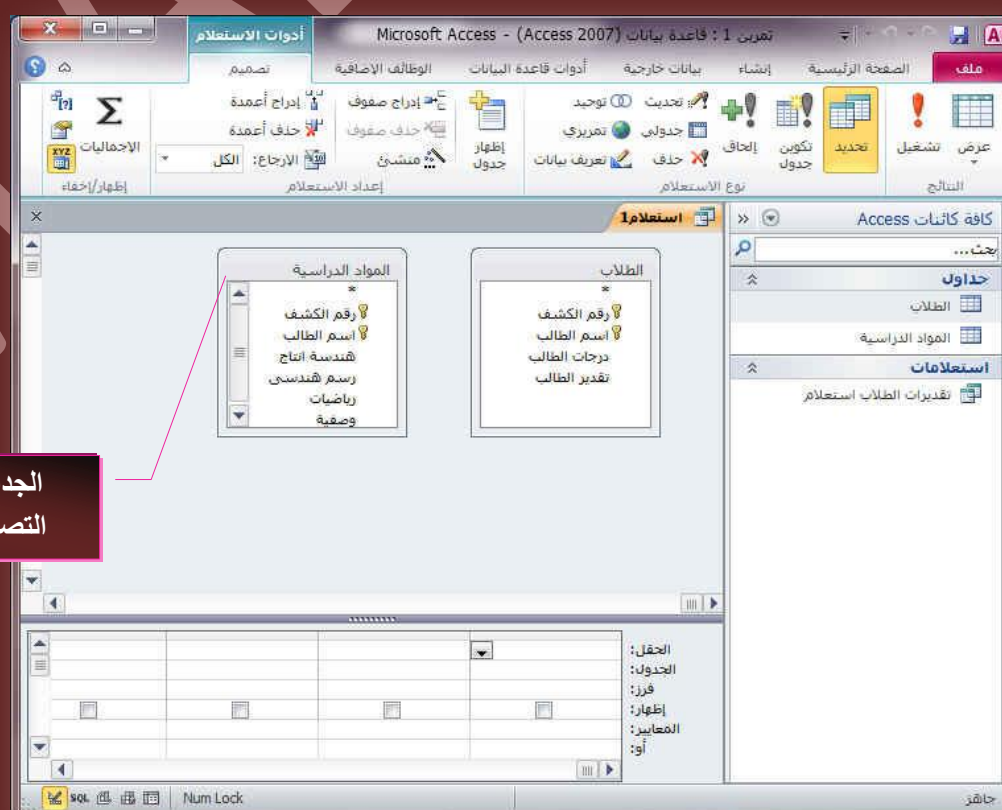 تمرين 1 : قاعدة بيانات (Access 2007) - Microsoft Access
أدوات الاستعلام
ملف الصفحة الرئيسية إنشاء بيانات خارجية أدوات قاعدة البيانات الوظائف الإضافية تصميم
عرض
تشغيل
النتائج
تحديد
تكوين جدول
إلحاق
تحديث
توحيد
جدولي
تمريري
حذف
تعريف بيانات
نوع الاستعلام
إظهار جدول
إدراج صفوف
حذف صفوف
منشئ
إدراج أعمدة
حذف أعمدة
الإرجاع: الكل
إعداد الاستعلام
الإجماليات
إظهار/إخفاء
كافة كائنات Access
بحث...
جداول
الطلاب
المواد الدراسية
استعلامات
تقديرات الطلاب استعلام
استعلام1
الطلاب
*
رقم الكشف
اسم الطالب
درجات الطالب
تقدير الطالب
المواد الدراسية
*
رقم الكشف
اسم الطالب
هندسة انتاج
رسم هندسى
رياضيات
وصفية
الحقل:
الجدول:
فرز:
إظهار:
المعايير:
أو:
جاهز
Num Lock
SQL